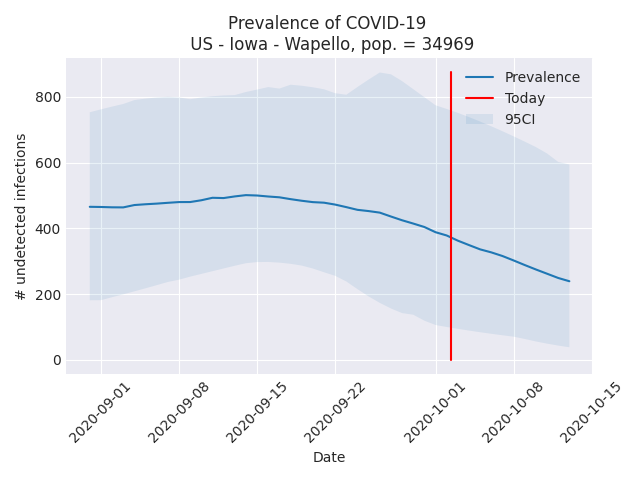 Prevalence of COVID-19
US - Iowa - Wapello, pop. = 34969
Prevalence
Today
95CI
# undetected infections
800
600
400
200
0
2020-09-01
2020-09-08
2020-09-15
2020-09-22
2020-10-01
2020-10-08
2020-10-15
Date